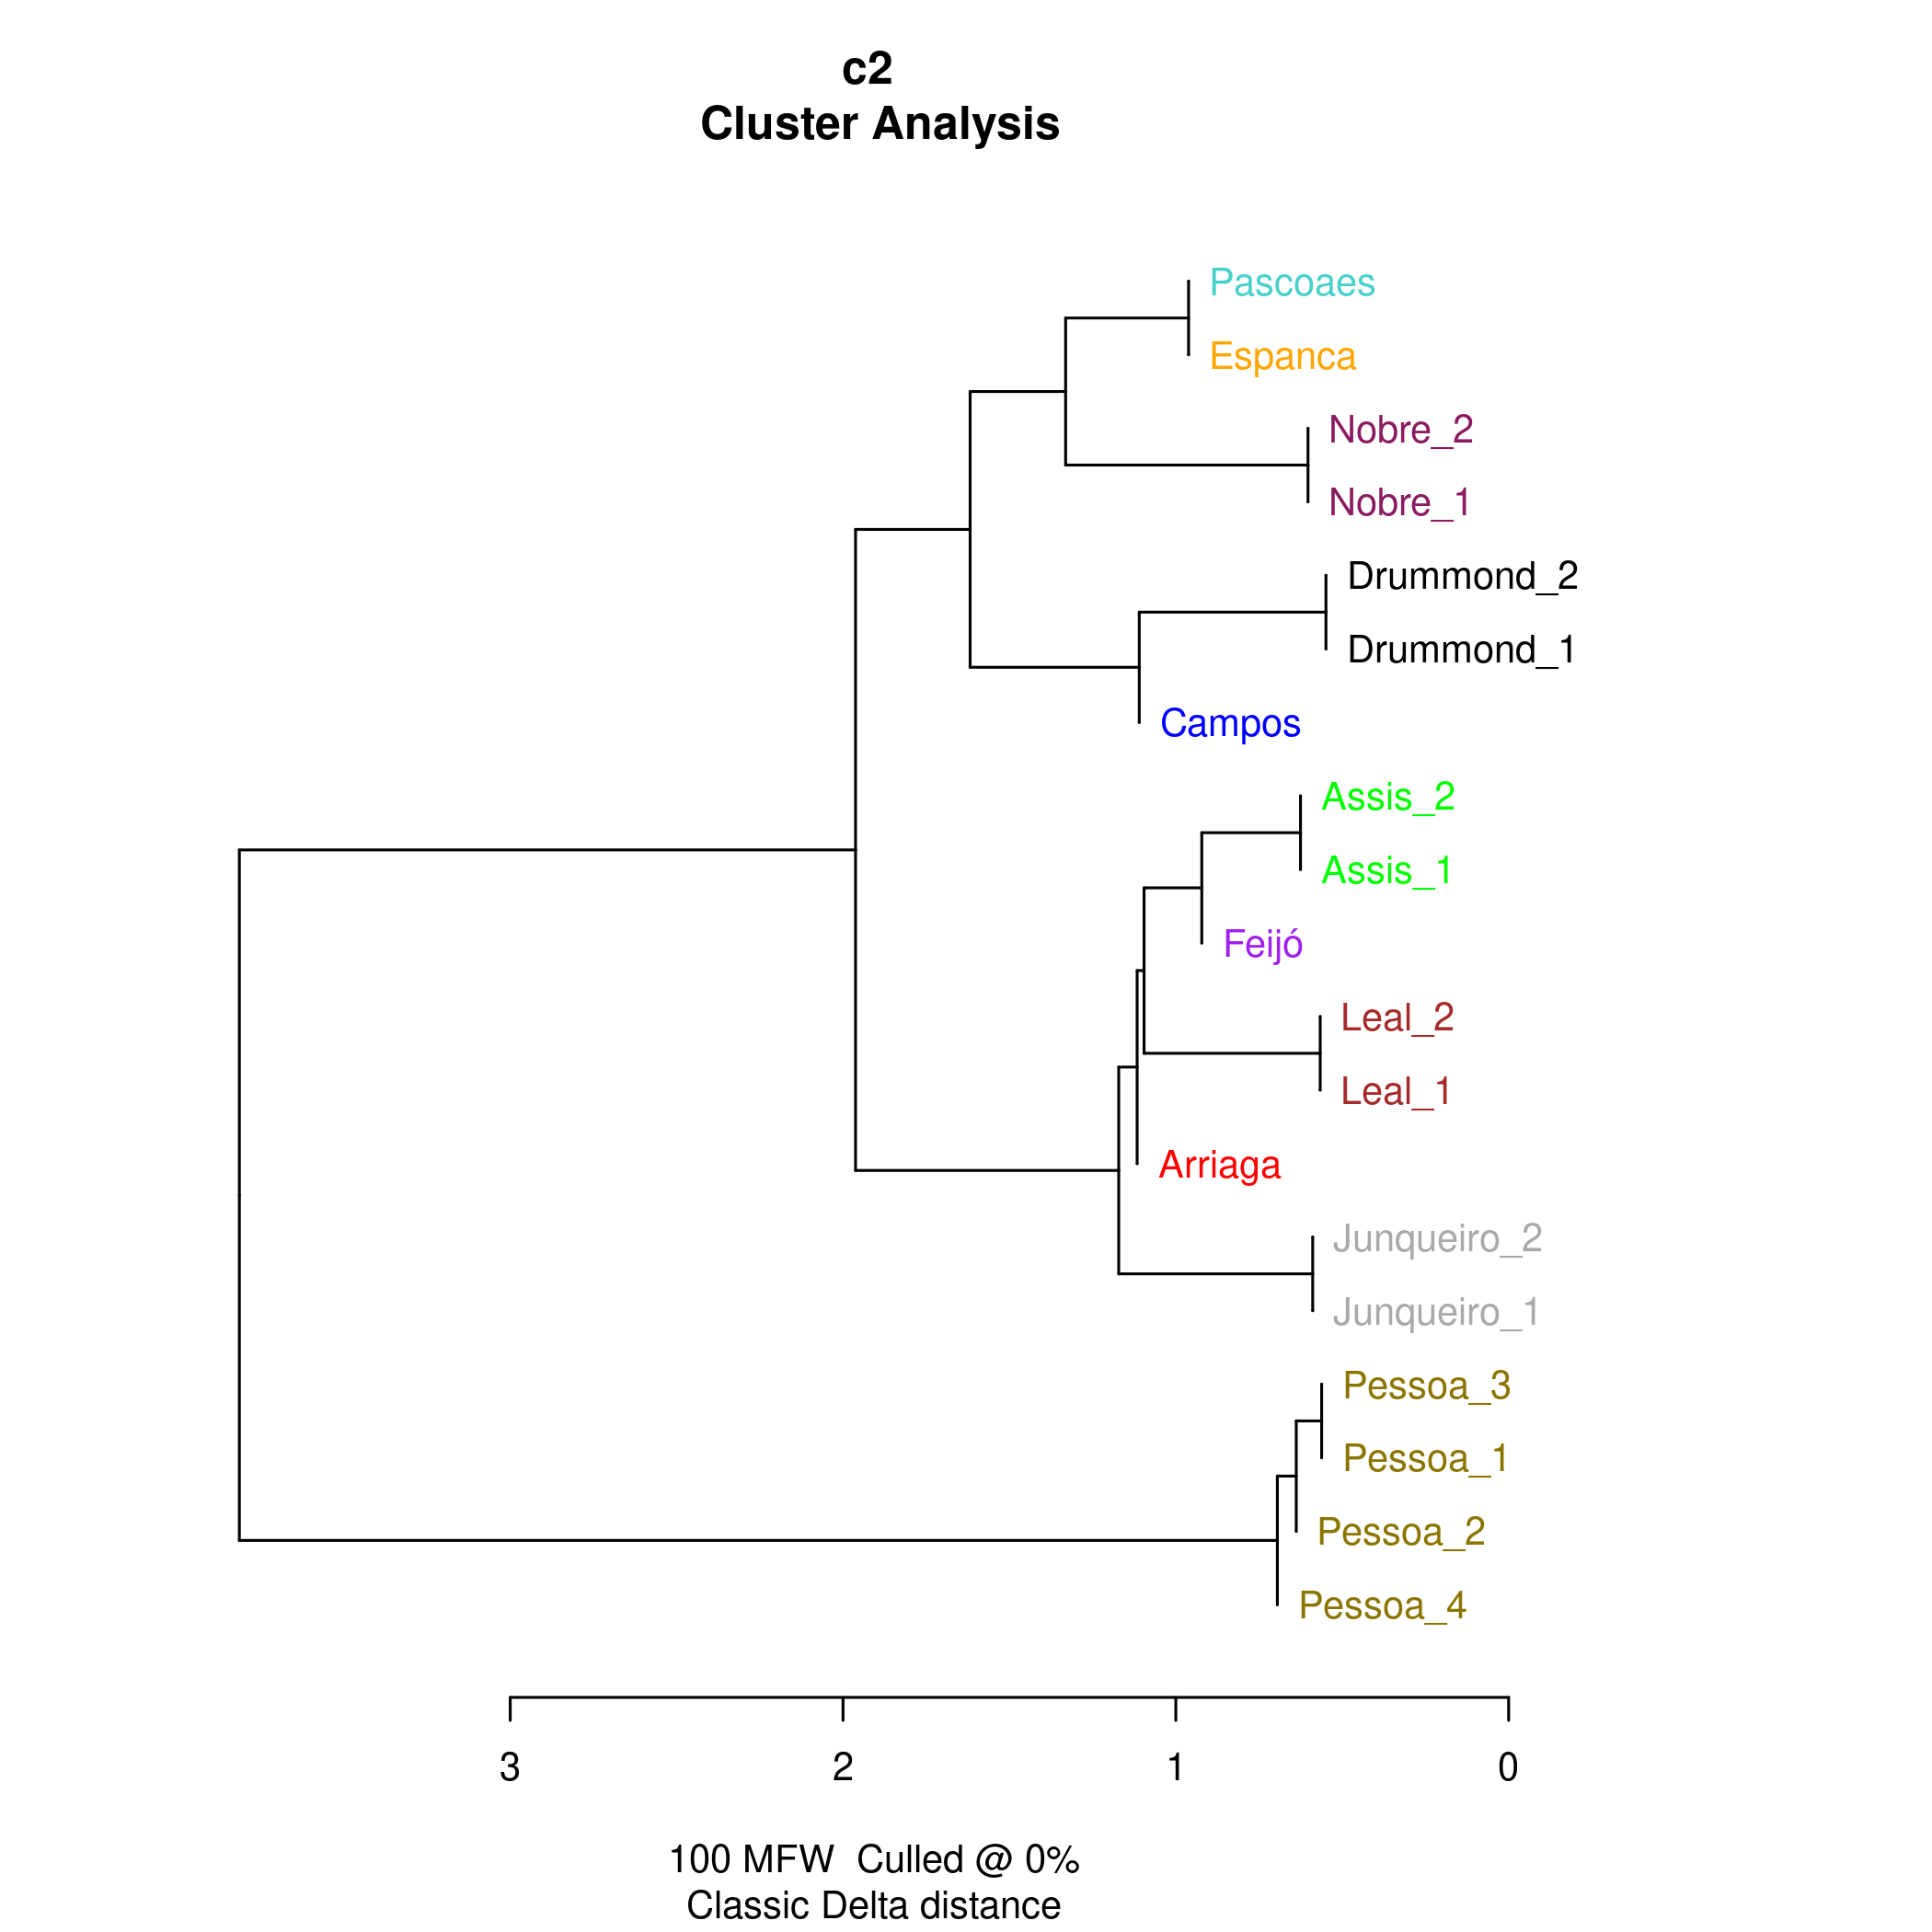 c2
Cluster Analysis
Pascoaes
Espanca
Nobre_2
Nobre_1
Drummond_2
Drummond_1
Campos
Assis_2
Assis_1
Feijó
Leal_2
Leal_1
Arriaga
Junqueiro_2
Junqueiro_1
Pessoa_3
Pessoa_1
Pessoa_2
Pessoa_4
3 2 1 0
100 MFW Culled @ 0%
Classic Delta distance